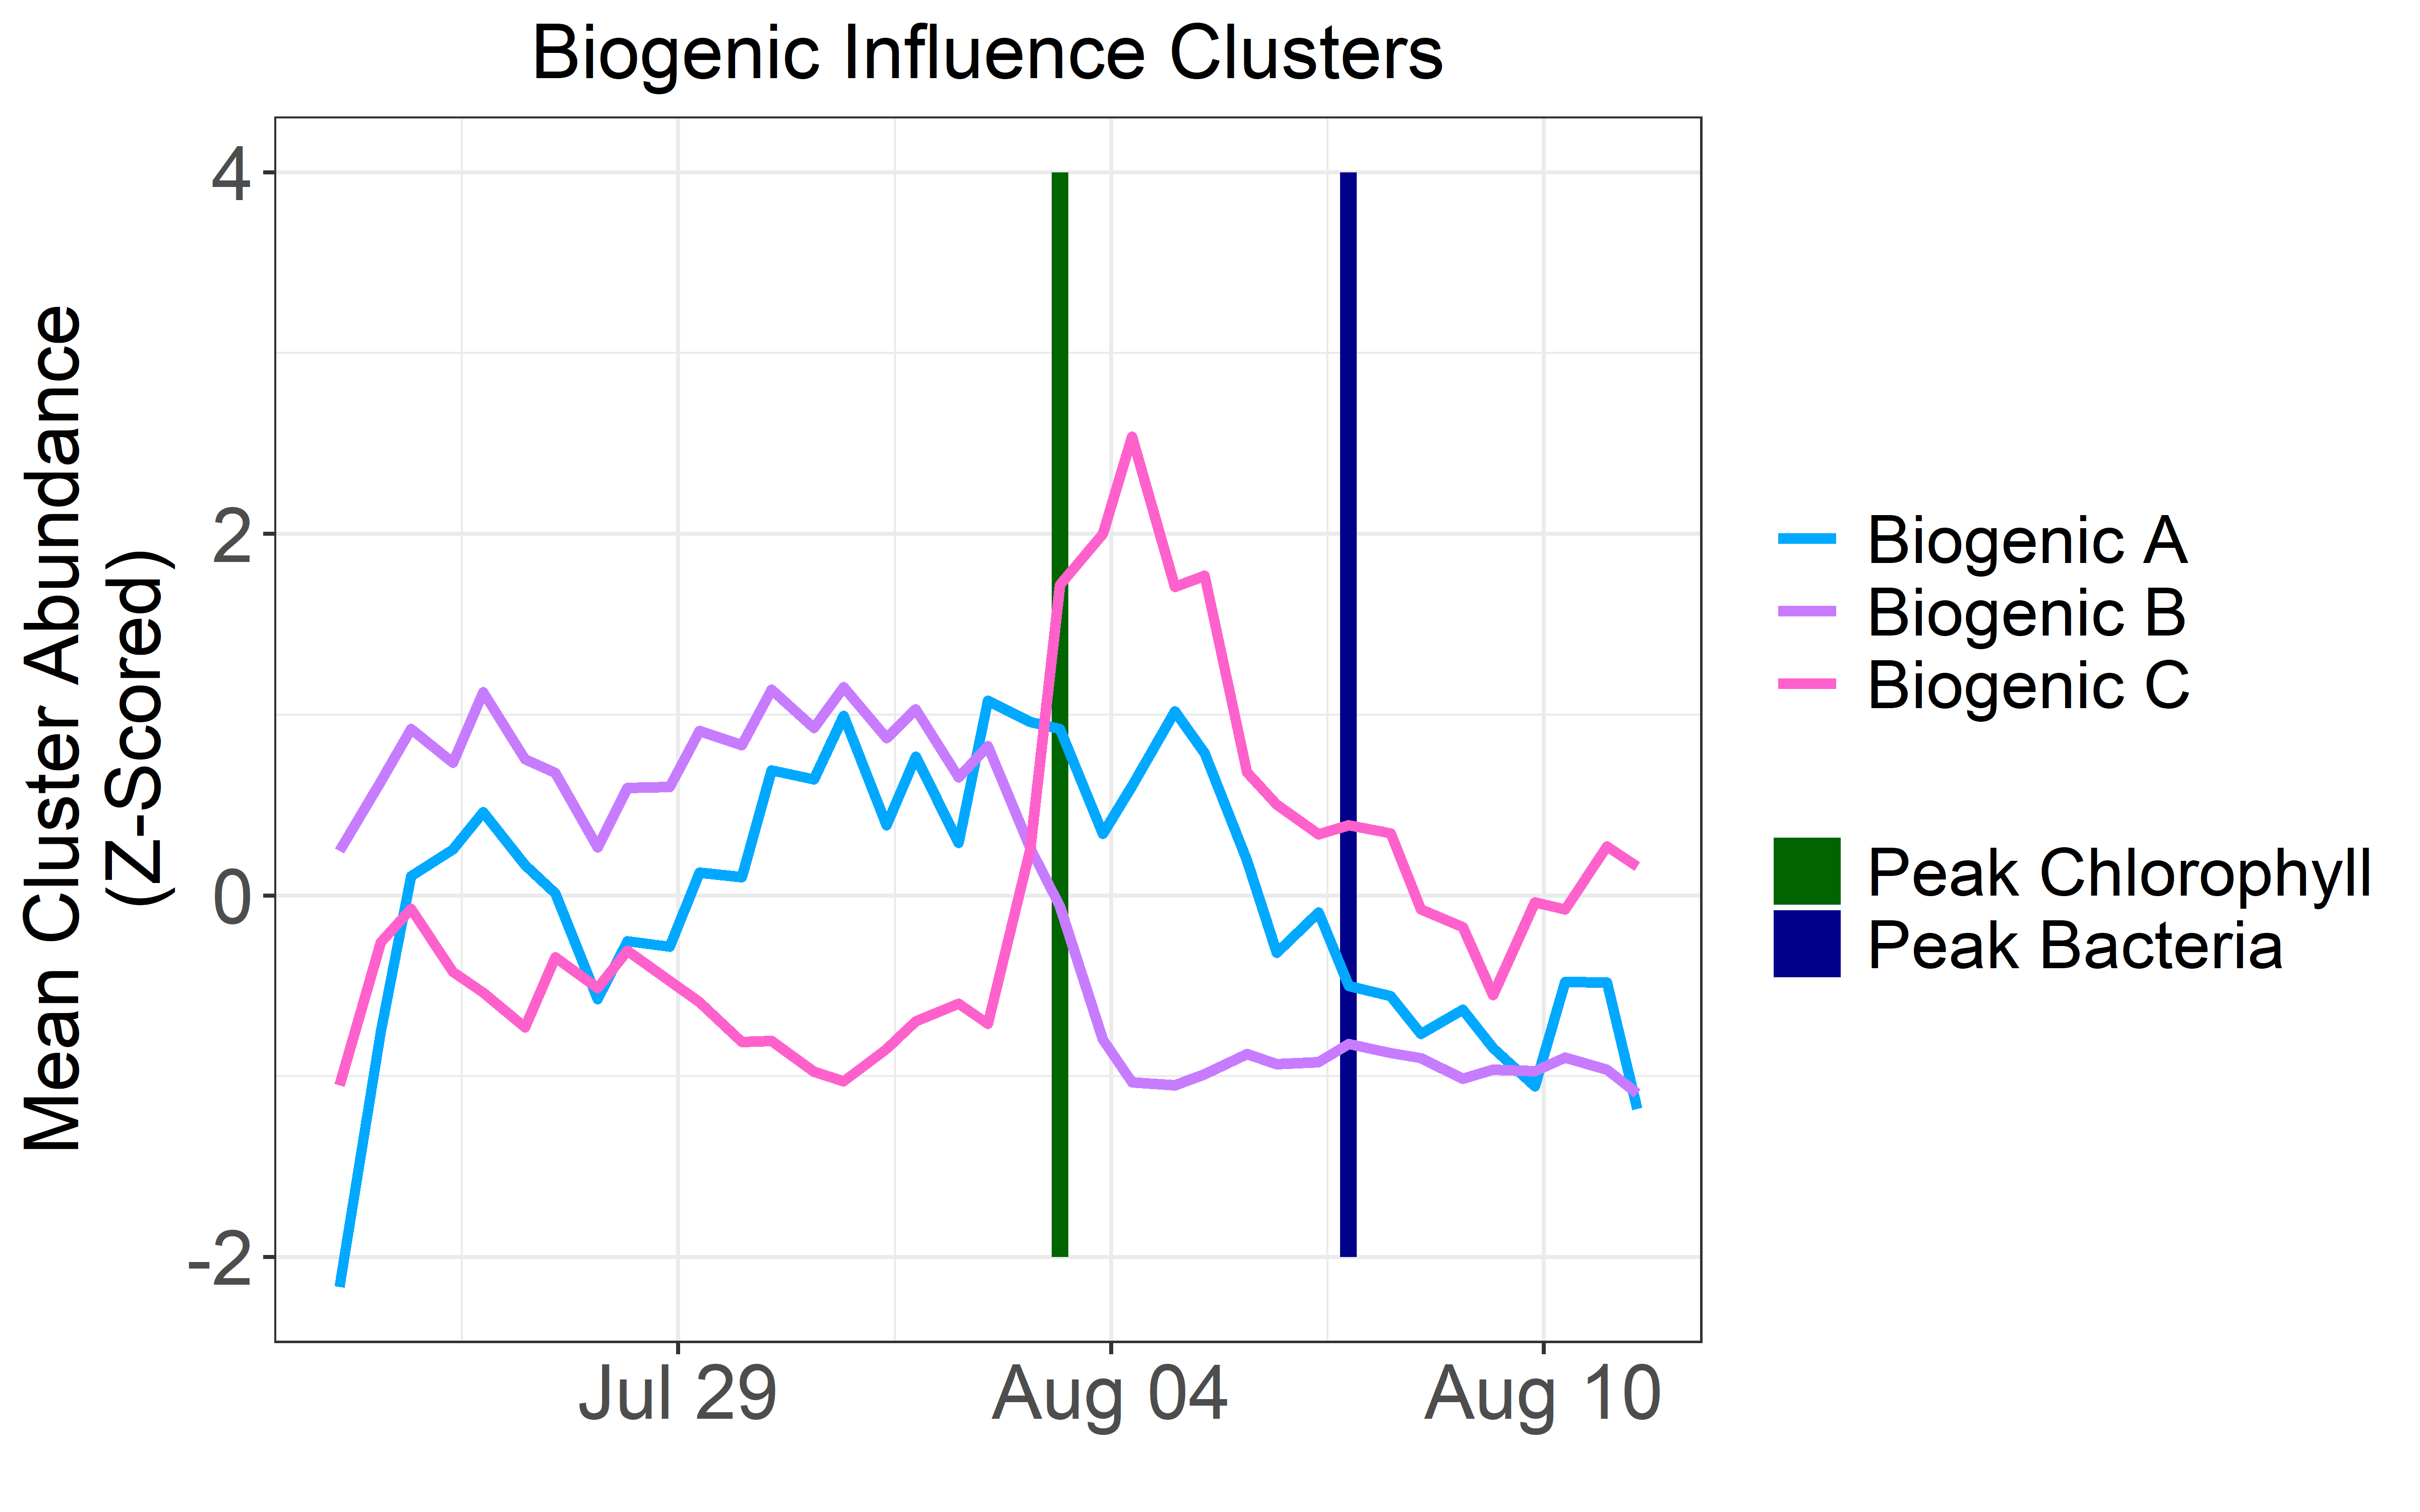 Biogenic Influence Clusters
Mean Cluster Abundance
(Z-Scored)
4
2
0
-2
Jul 29
Aug 04
Aug 10
Biogenic A
Biogenic B
Biogenic C
Peak Chlorophyll
Peak Bacteria